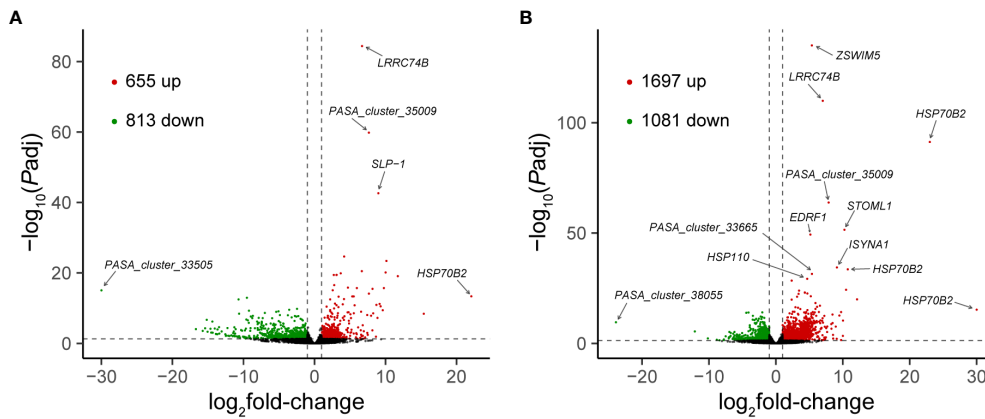 A
−log10(Padj)
80
60
40
20
0
655 up
813 down
LRRC74B
PASA_cluster_35009
SLP−1
PASA_cluster_33505
HSP70B2
−30 −20 −10 0 10 20
log2fold-change
B
−log10(Padj)
100
50
0
1697 up
1081 down
ZSWIM5
LRRC74B
HSP70B2
PASA_cluster_35009
STOML1
EDRF1
PASA_cluster_33665
ISYNA1
HSP110
HSP70B2
PASA_cluster_38055
HSP70B2
−20 −10 0 10 20 30
log2fold-change